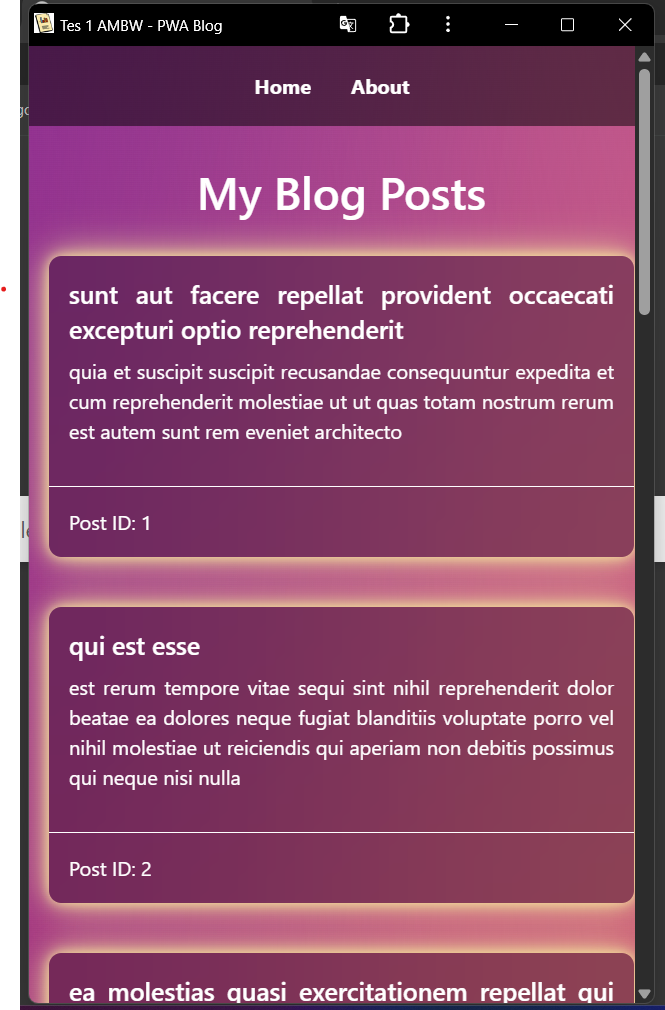 Tes 1 AMBW - PWA Blog
Home About
My Blog Posts
sunt aut facere repellat provident occaecati
excepturi optio reprehenderit
quia et suscipit suscipit recusandae consequuntur expedita et
cum reprehenderit molestiae ut ut quas totam nostrum rerum
est autem sunt rem eveniet architecto
Post ID: 1
qui est esse
est rerum tempore vitae sequi sint nihil reprehenderit dolor
beatae ea dolores neque fugiat blanditiis voluptate porro vel
nihil molestiae ut reiciendis qui aperiam non debitis possimus
qui neque nisi nulla
Post ID: 2
ea molestias quasi exercitationem repellat qui